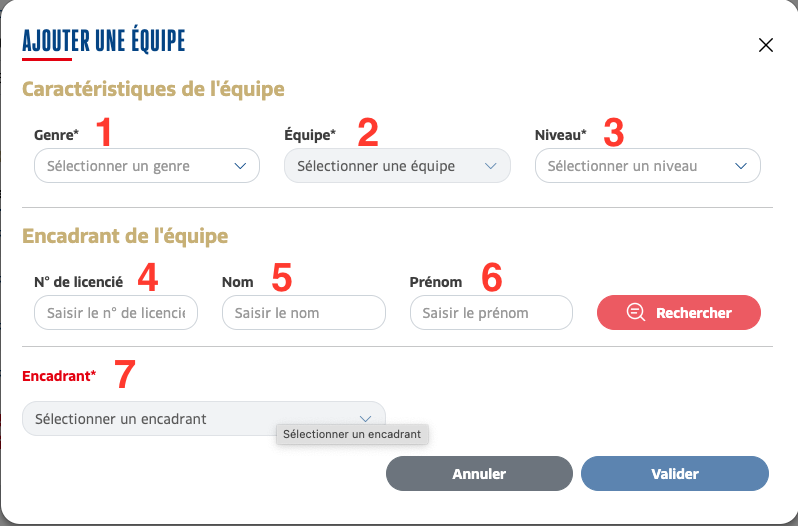 AJOUTER UNE ÉQUIPE
Caractéristiques de l'équipe
Genre* 1 Équipe* 2 Niveau* 3
Sélectionner un genre Sélectionner une équipe Sélectionner un niveau
Encadrant de l'équipe
N° de licencié 4 Nom 5 Prénom 6
Saisir le n° de licencié Saisir le nom Saisir le prénom Rechercher
Encadrant* 7
Sélectionner un encadrant
Sélectionner un encadrant
Annuler Valider